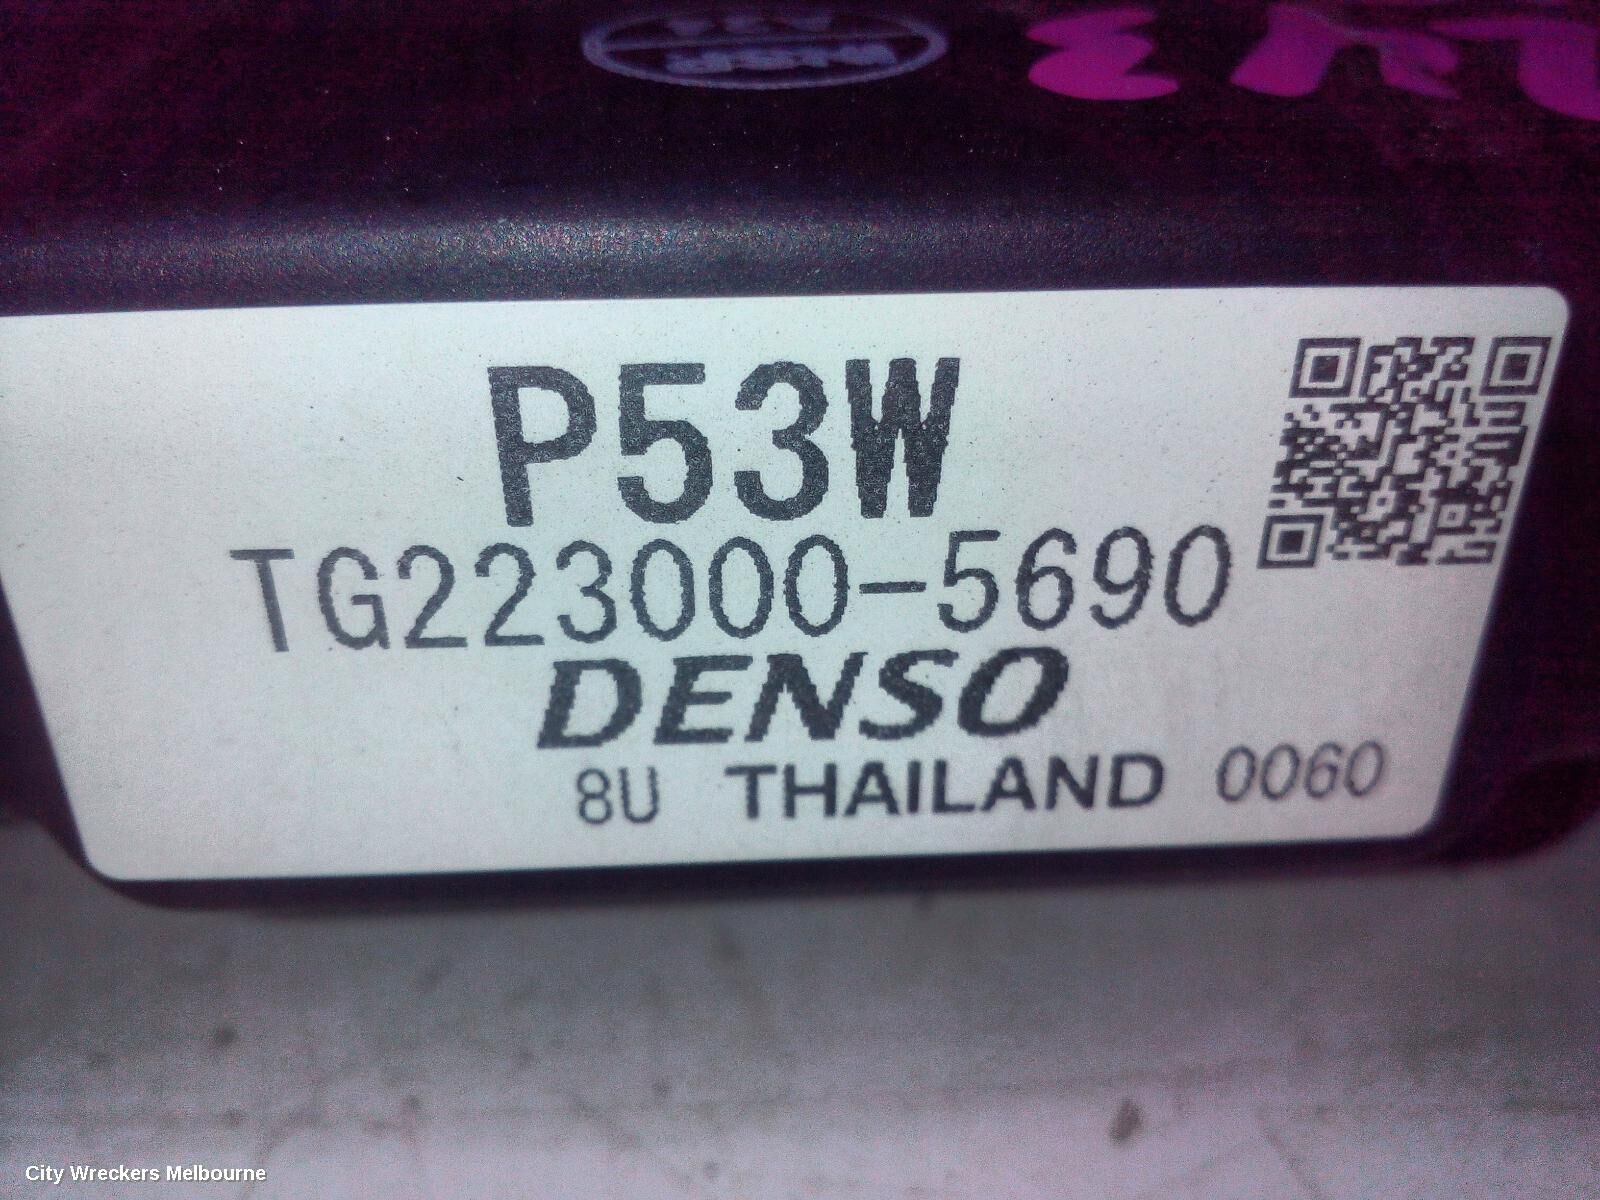 P53W
TG223000-5690
DENSO
8U THAILAND 0060
City Wreckers Melbourne